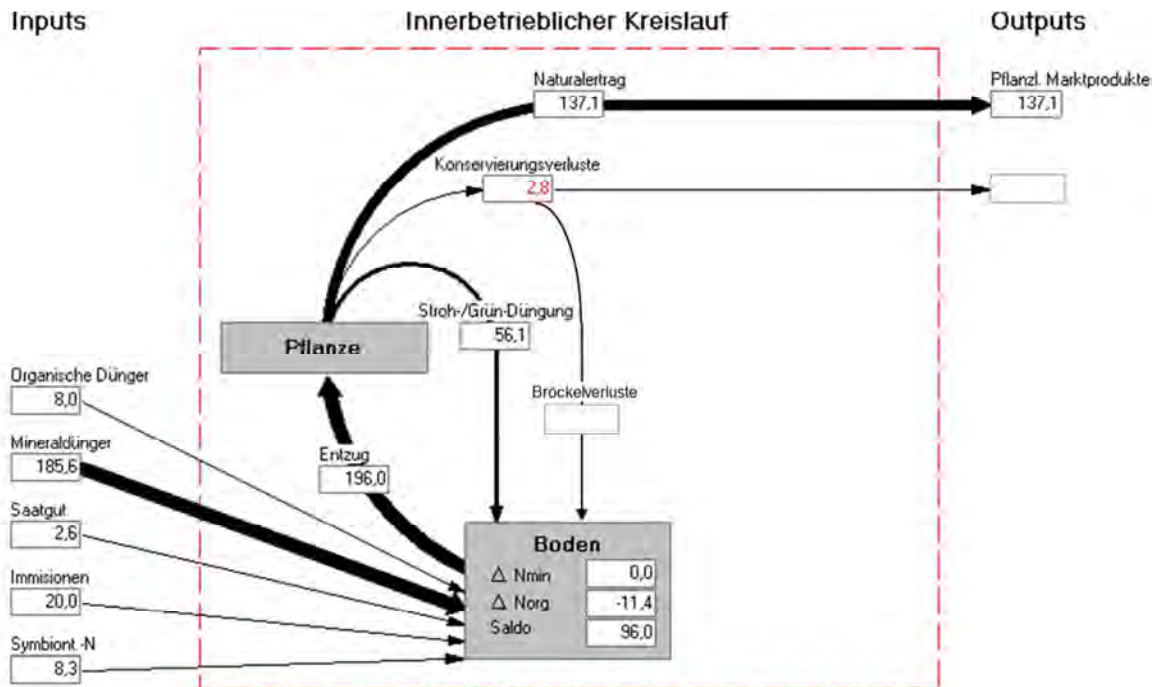 Inputs
Innerbetrieblicher Kreislauf
Outputs
Naturalertrag
137,1
Pflanzl. Marktprodukte
137,1
Konservierungsverluste
2,8
Stroh-/Grün-Düngung
56,1
Pflanze
Bröckelverluste
Organische Dünger
8,0
Mineraldünger
185,6
Entzug
196,0
Saatgut
2,6
Immisionen
20,0
Symbiont.-N
8,3
Boden
△ Nmin
0,0
△ Norg
-11,4
Saldo
96,0